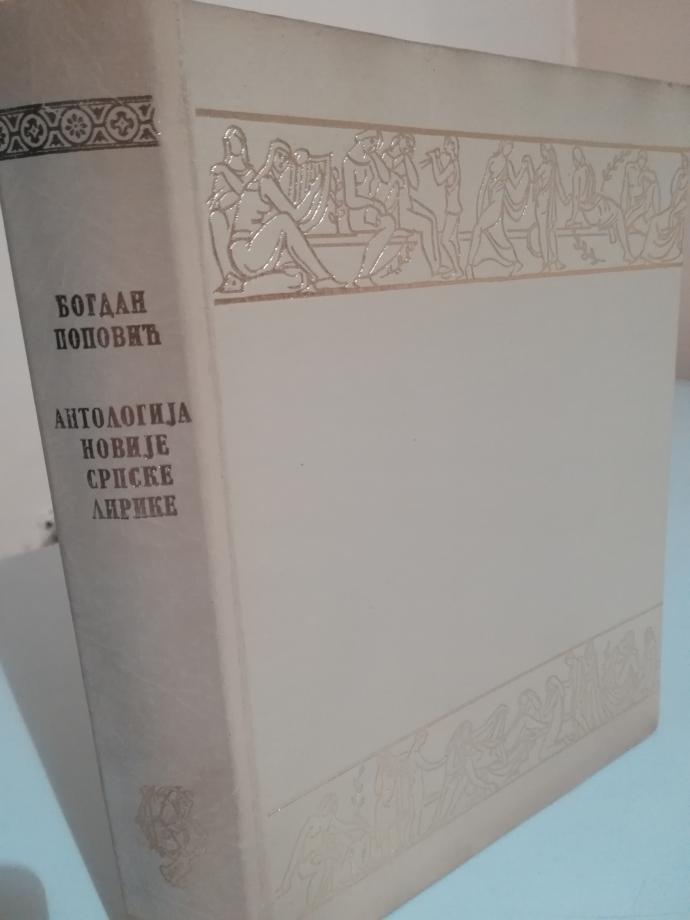 БОГДАН
ПОПОВИЋ
АНТОЛОГИЈА
НОВИЈЕ
СРПСКЕ
ЛИРИКЕ